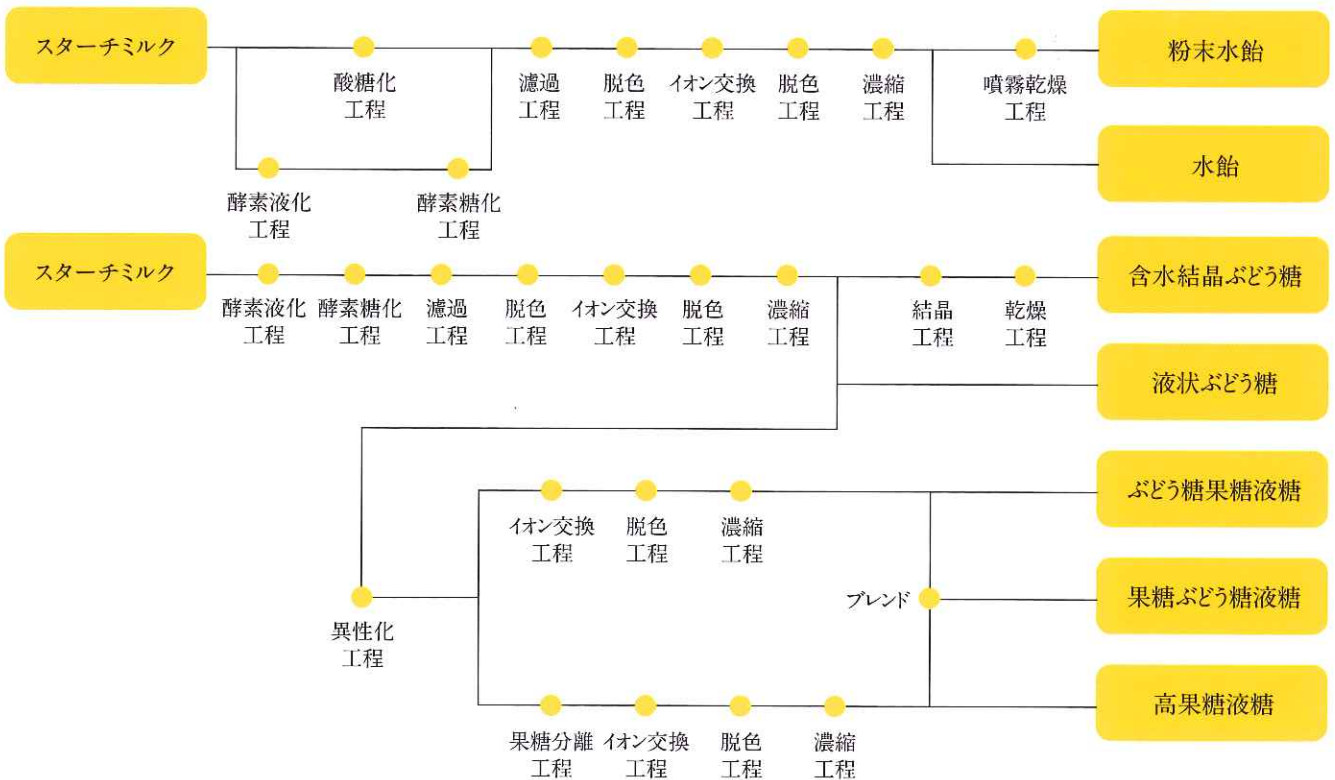 スターチミルク
酸糖化
工程
濾過
工程
脱色
工程
イオン交換
工程
脱色
工程
濃縮
工程
噴霧乾燥
工程
粉末水飴
水飴
酵素液化
工程
酵素糖化
工程
スターチミルク
酵素液化
工程
酵素糖化
工程
濾過
工程
脱色
工程
イオン交換
工程
脱色
工程
濃縮
工程
結晶
工程
乾燥
工程
含水結晶ぶどう糖
液状ぶどう糖
イオン交換
工程
脱色
工程
濃縮
工程
ぶどう糖果糖液糖
異性化
工程
ブレンド
果糖ぶどう糖液糖
果糖分離
工程
イオン交換
工程
脱色
工程
濃縮
工程
高果糖液糖